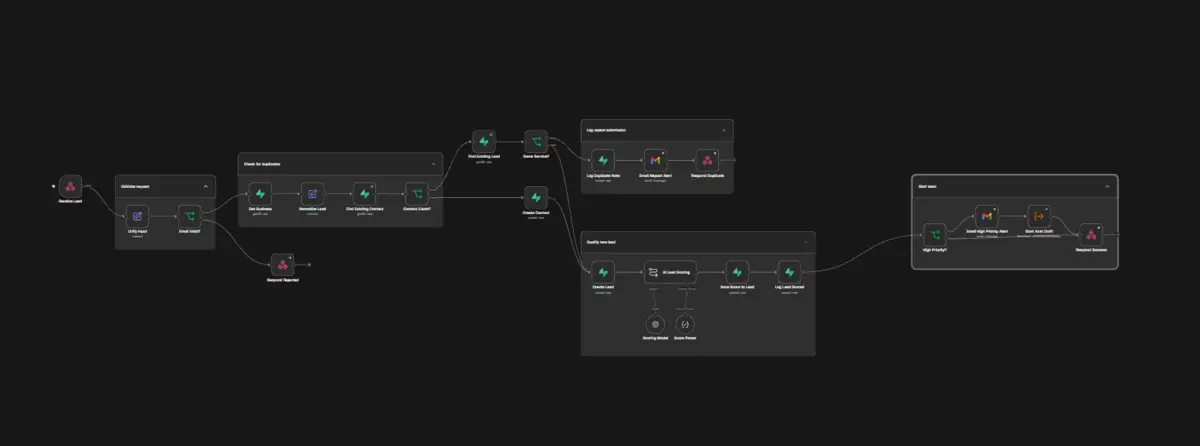 Receive Lead
Validate request
Unify Input
Email Valid?
Respond Rejected
Check for duplicates
Get Business
Normalize Lead
Find Existing Contact
Contact Exists?
Find Existing Lead
Same Service?
Create Contact
Log repeat submission
Log Duplicate Note
Email Repeat Alert
Respond Duplicate
Qualify new lead
Create Lead
AI Lead Scoring
Save Score to Lead
Log Lead Scored
Scoring Model
Score Parser
Alert team
High Priority?
Email High Priority Alert
Start Auto Draft
Respond Success